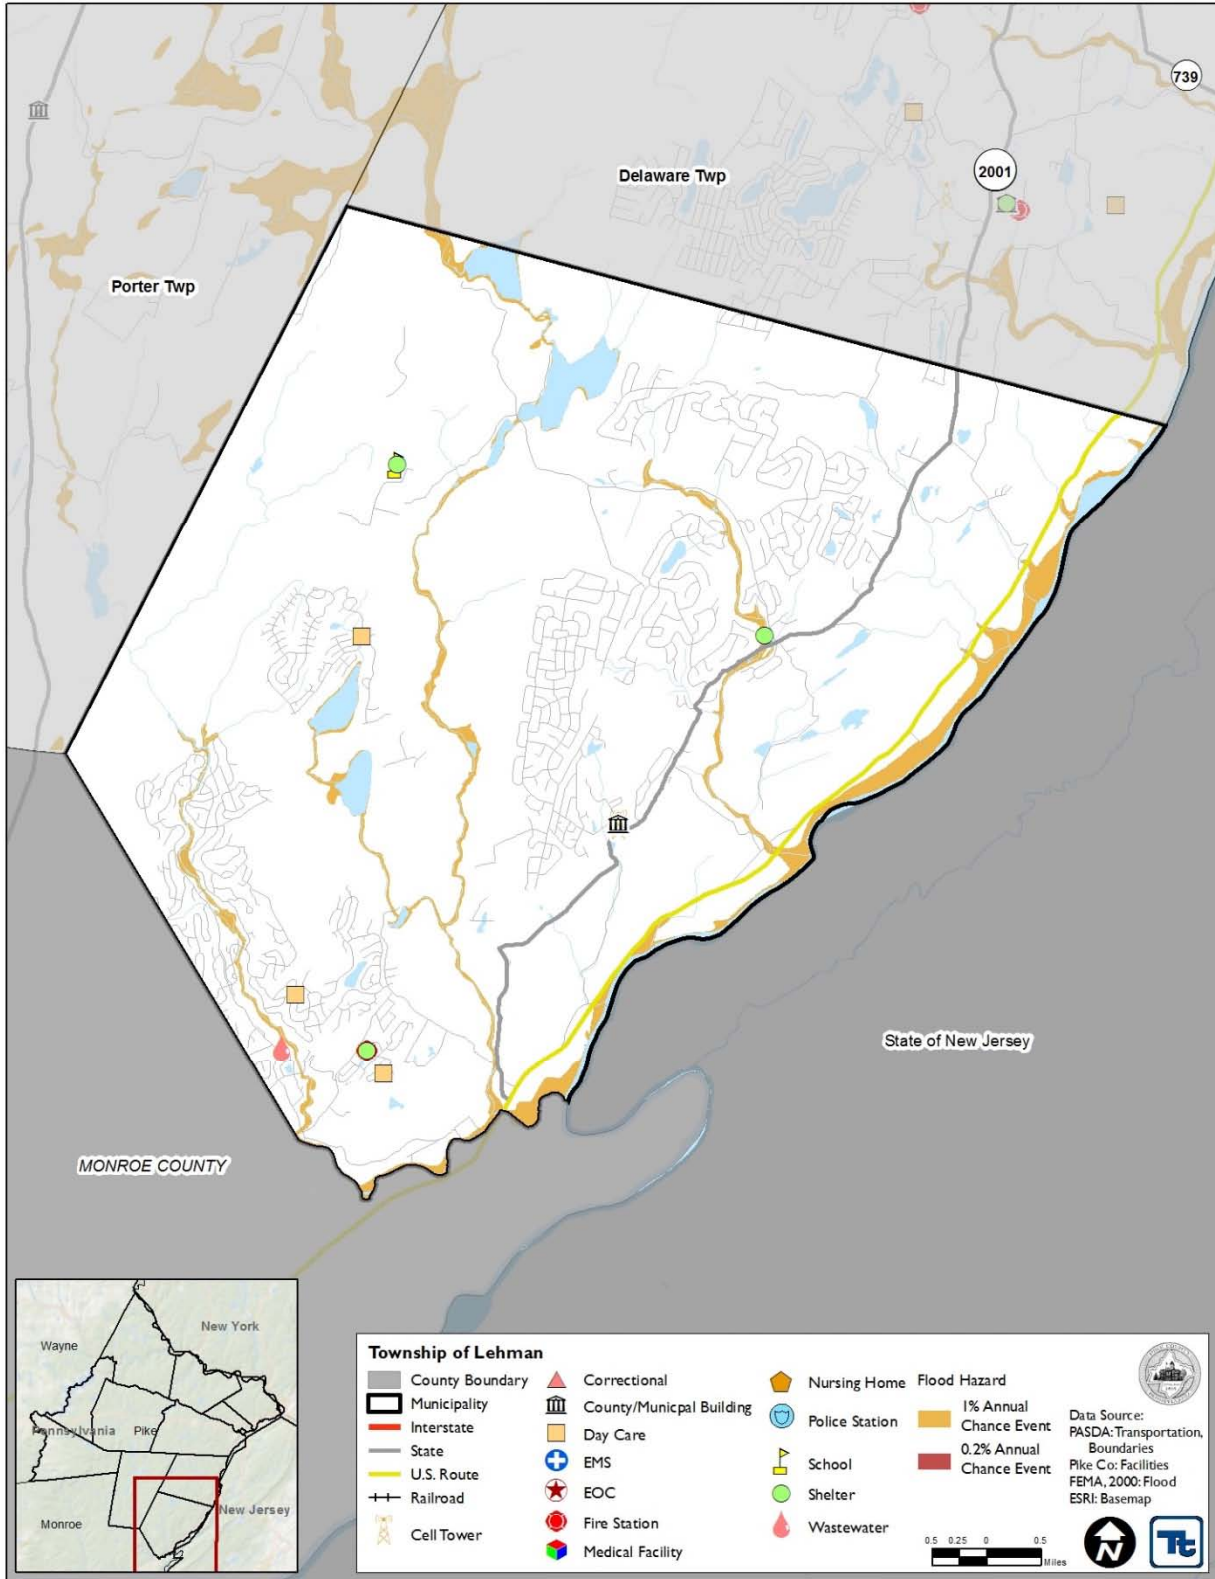 739
2001
Delaware Twp
Porter Twp
State of New Jersey
MONROE COUNTY
Wayne
New York
Pennsylvania
Pike
New Jersey
Monroe
Township of Lehman
County Boundary
Municipality
Interstate
State
U.S. Route
Railroad
Cell Tower
Correctional
County/Municpal Building
Day Care
EMS
EOC
Fire Station
Medical Facility
Nursing Home
Police Station
School
Shelter
Wastewater
Flood Hazard
1% Annual
Chance Event
0.2% Annual
Chance Event
Data Source:
PASDA: Transportation,
Boundaries
Pike Co: Facilities
FEMA, 2000: Flood
ESRI: Basemap
0.5 0.25 0 0.5
Miles
N
Tt